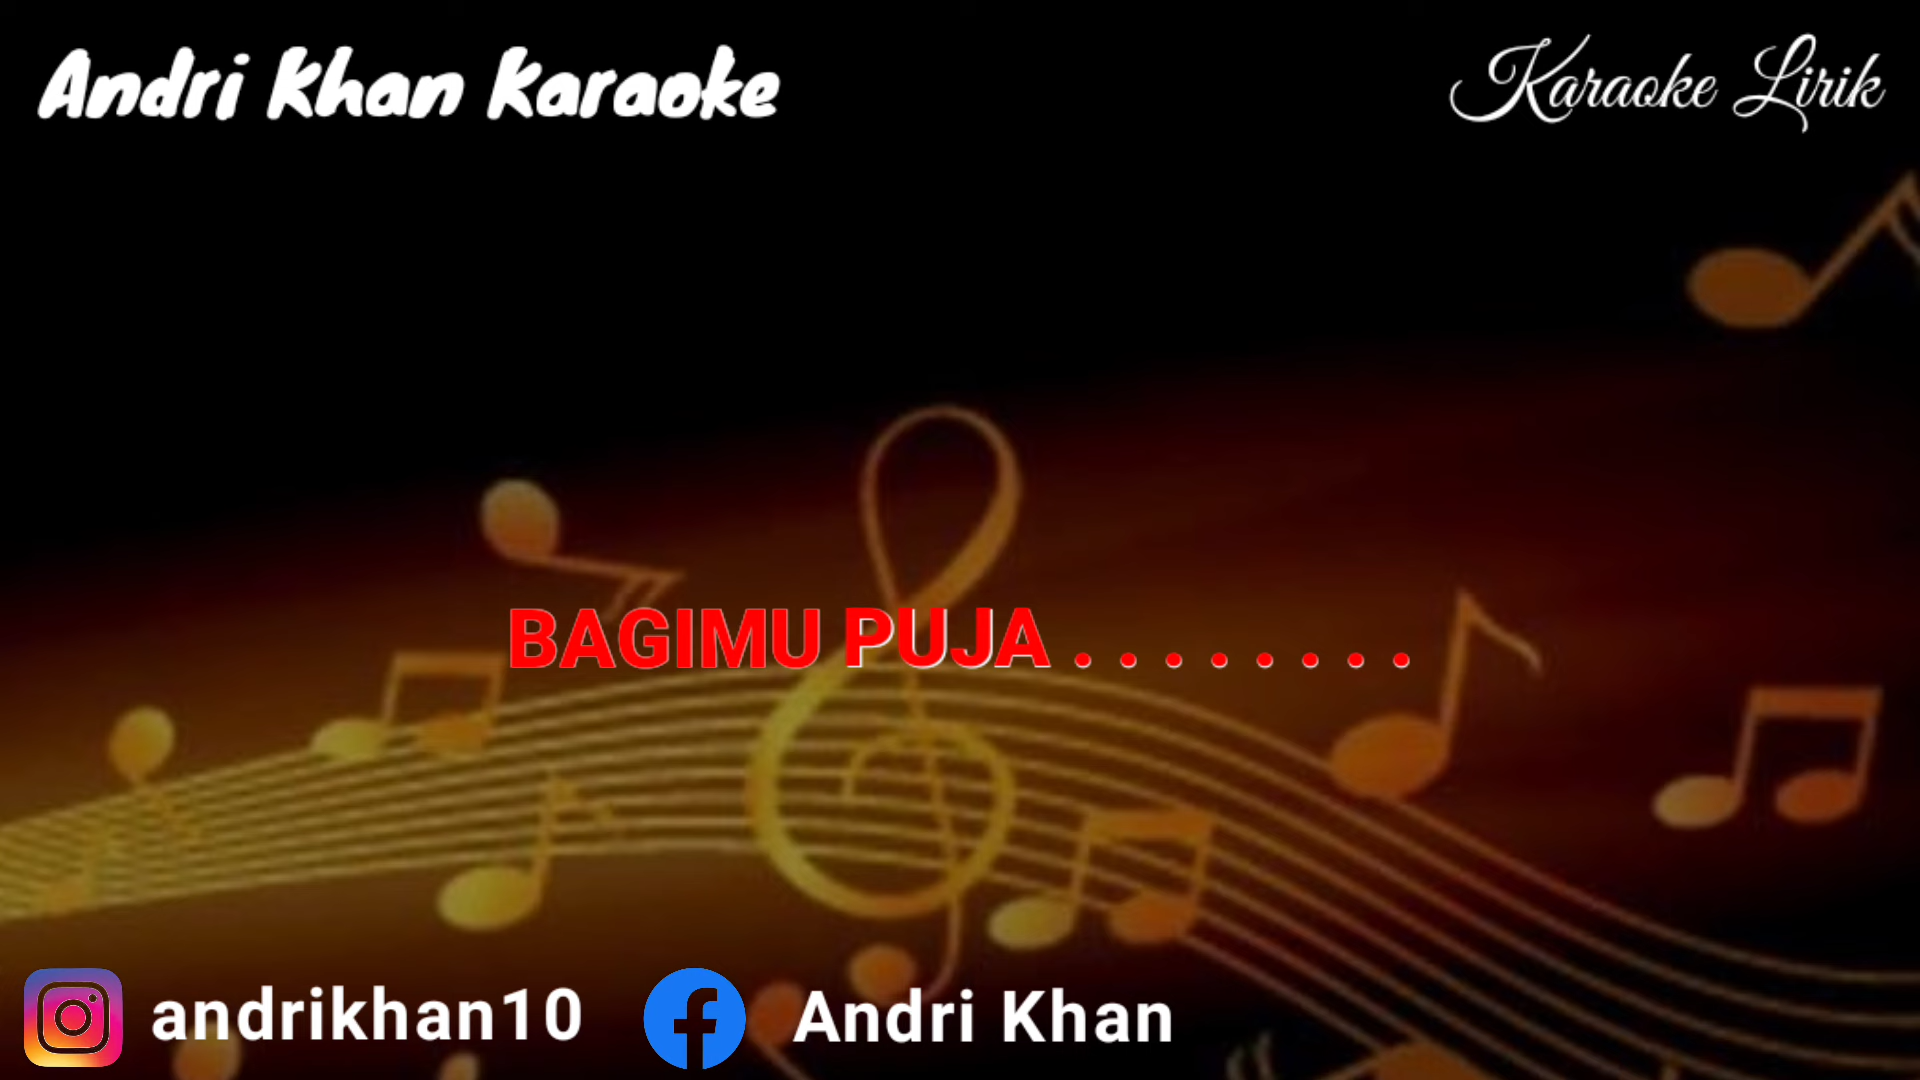 Andri Khan Karaoke
Karaoke Lirik
BAGIMU PUJA . . . . . . . .
andrikhan10
Andri Khan